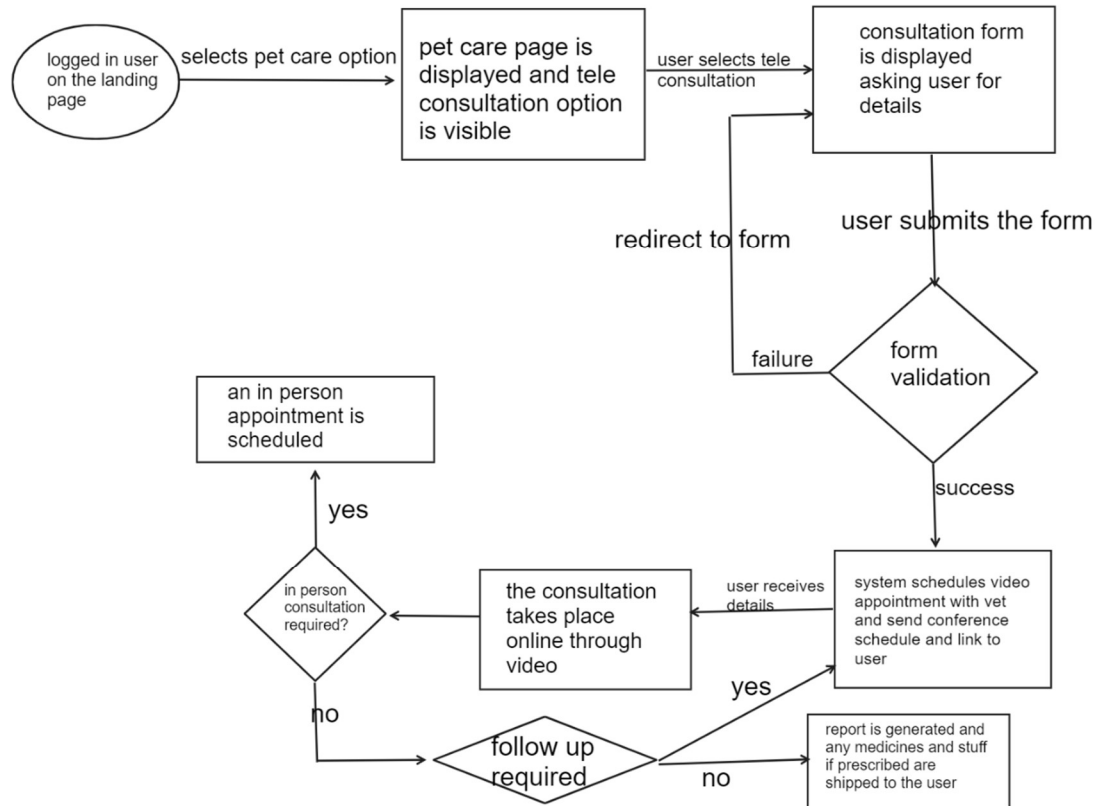 logged in user
on the landing
page
selects pet care option
pet care page is
displayed and tele
consultation option
is visible
user selects tele
consultation
consultation form
is displayed
asking user for
details
redirect to form
user submits the form
failure
form
validation
success
an in person
appointment is
scheduled
yes
in person
consultation
required?
the consultation
takes place
online through
video
user receives
details
system schedules video
appointment with vet
and send conference
schedule and link to
user
no
yes
follow up
required
no
report is generated and
any medicines and stuff
if prescribed are
shipped to the user